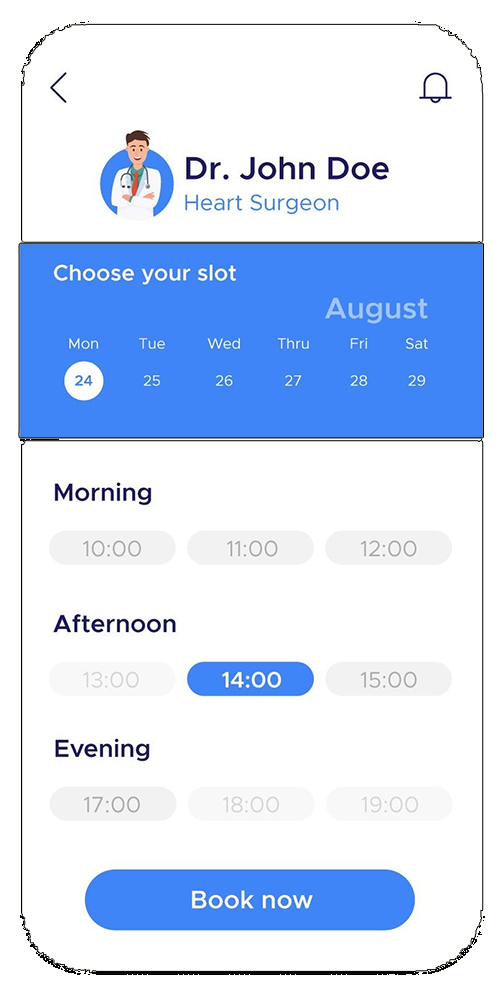 Dr. John Doe
Heart Surgeon
Choose your slot
August
Mon Tue Wed Thru Fri Sat
24 25 26 27 28 29
Morning
10:00 11:00 12:00
Afternoon
13:00 14:00 15:00
Evening
17:00 18:00 19:00
Book now